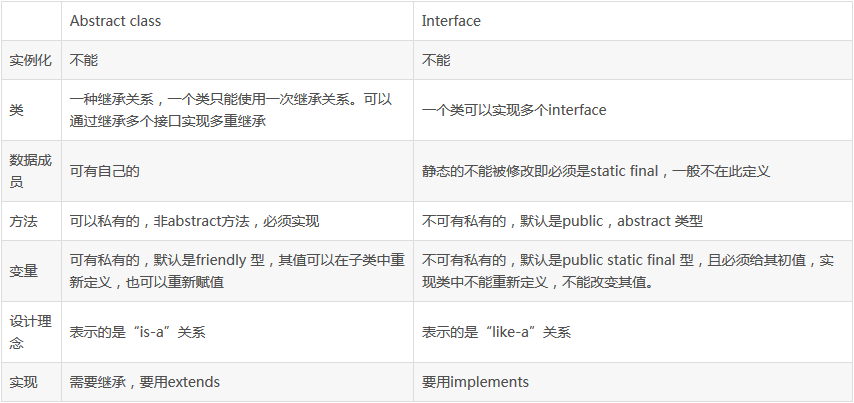 Abstract class Interface
实例化 不能 不能
类 一种继承关系，一个类只能使用一次继承关系。可以
通过继承多个接口实现多重继承
一个类可以实现多个interface
数据成
员
可有自己的
静态的不能被修改即必须是static final，一般不在此定义
方法 可以私有的，非abstract方法，必须实现 不可有私有的，默认是public，abstract 类型
变量
可有私有的，默认是friendly 型，其值可以在子类中重
新定义，也可以重新赋值
不可有私有的，默认是public static final 型，且必须给其初值，实
现类中不能重新定义，不能改变其值。
设计理
念
表示的是“is-a”关系
表示的是“like-a”关系
实现 需要继承，要用extends 要用implements